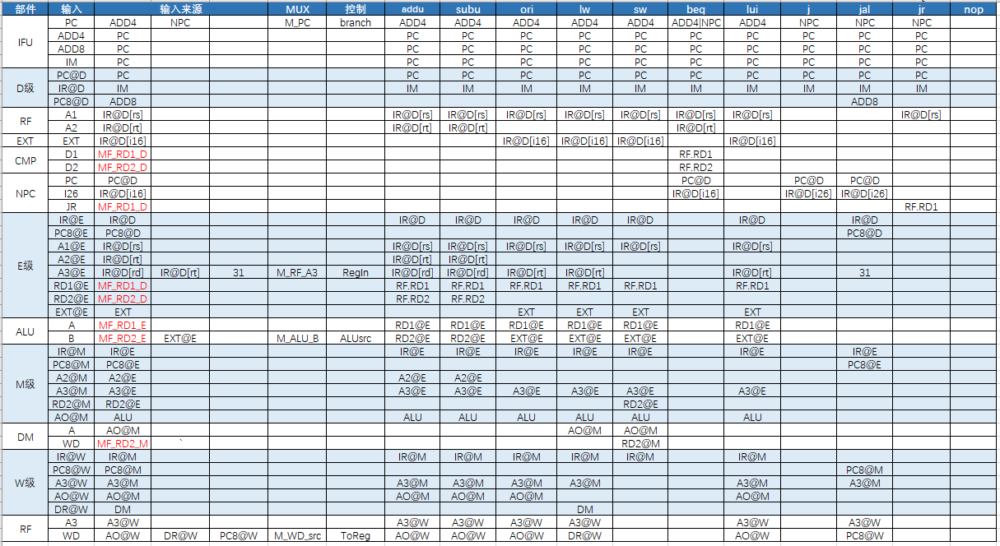 部件 输入 输入来源 MUX 控制 addu subu ori lw sw beq lui j jal jr nop
IFU
PC ADD4 NPC M_PC branch ADD4 ADD4 ADD4 ADD4 ADD4 ADD4|NPC ADD4 NPC NPC NPC
ADD4 PC PC PC PC PC PC PC PC PC PC PC
ADD8 PC PC PC PC PC PC PC PC PC PC PC
IM PC PC PC PC PC PC PC PC PC PC PC
D级
PC@D PC PC PC PC PC PC PC PC PC PC PC
IR@D IM IM IM IM IM IM IM IM IM IM IM
PC8@D ADD8 ADD8
RF
A1 IR@D[rs] IR@D[rs] IR@D[rs] IR@D[rs] IR@D[rs] IR@D[rs] IR@D[rs] IR@D[rs] IR@D[rs]
A2 IR@D[rt] IR@D[rt] IR@D[rt] IR@D[rt]
EXT EXT IR@D[i16] IR@D[i16] IR@D[i16] IR@D[i16] IR@D[i16]
CMP
D1 MF_RD1_D RF.RD1
D2 MF_RD2_D RF.RD2
NPC
PC PC@D PC@D PC@D PC@D
I26 IR@D[i16] IR@D[i16] IR@D[i26] IR@D[i26]
JR MF_RD1_D RF.RD1
E级
IR@E IR@D IR@D IR@D IR@D IR@D IR@D IR@D IR@D
PC8@E PC8@D PC8@D
A1@E IR@D[rs] IR@D[rs] IR@D[rs] IR@D[rs] IR@D[rs] IR@D[rs] IR@D[rs]
A2@E IR@D[rt] IR@D[rt] IR@D[rt]
A3@E IR@D[rd] IR@D[rt] 31 M_RF_A3 RegIn IR@D[rd] IR@D[rd] IR@D[rt] IR@D[rt] IR@D[rt] 31
RD1@E MF_RD1_D RF.RD1 RF.RD1 RF.RD1 RF.RD1 RF.RD1 RF.RD1
RD2@E MF_RD2_D RF.RD2 RF.RD2
EXT@E EXT EXT EXT EXT EXT
ALU
A MF_RD1_E RD1@E RD1@E RD1@E RD1@E RD1@E RD1@E
B MF_RD2_E EXT@E M_ALU_B ALUsrc RD2@E RD2@E EXT@E EXT@E EXT@E EXT@E
M级
IR@M IR@E IR@E IR@E IR@E IR@E IR@E IR@E IR@E
PC8@M PC8@E PC8@E
A2@M A2@E A2@E A2@E
A3@M A3@E A3@E A3@E A3@E A3@E A3@E A3@E
RD2@M RD2@E RD2@E
AO@M ALU ALU ALU ALU ALU ALU ALU
DM
A AO@M AO@M AO@M
WD MF_RD2_M ` RD2@M
W级
IR@W IR@M IR@M IR@M IR@M IR@M IR@M IR@M
PC8@W PC8@M PC8@M
A3@W A3@M A3@M A3@M A3@M A3@M A3@M A3@M
AO@W AO@M AO@M AO@M AO@M AO@M
DR@W DM DM
RF
A3 A3@W A3@W A3@W A3@W A3@W A3@W A3@W
WD AO@W DR@W PC8@W M_WD_src ToReg AO@W AO@W AO@W DR@W AO@W PC8@W